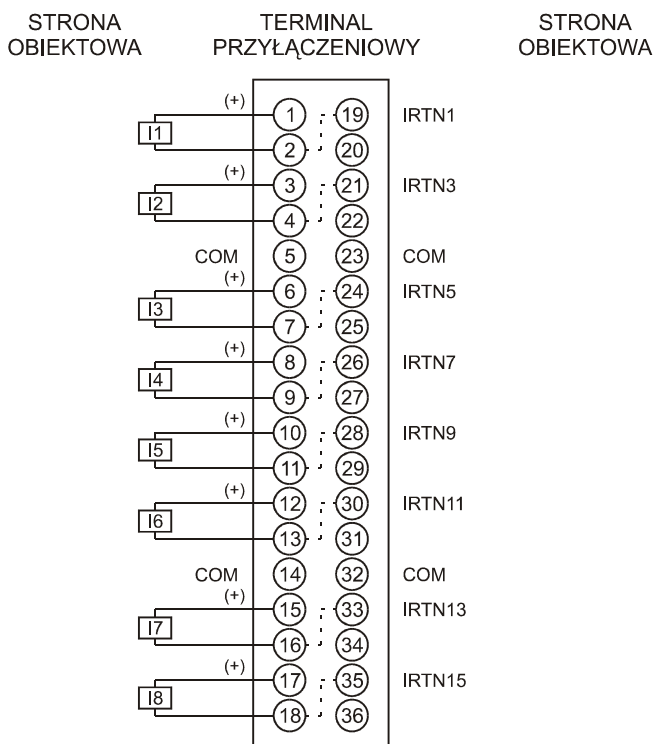 STRONA OBIEKTOWA
TERMINAL PRZYŁĄCZENIOWY
STRONA OBIEKTOWA
(+) 1 19 IRTN1
I1
2 20
(+) 3 21 IRTN3
I2
4 22
COM 5 23 COM
(+) 6 24 IRTN5
I3
7 25
(+) 8 26 IRTN7
I4
9 27
(+) 10 28 IRTN9
I5
11 29
(+) 12 30 IRTN11
I6
13 31
COM 14 32 COM
(+) 15 33 IRTN13
I7
16 34
(+) 17 35 IRTN15
I8
18 36